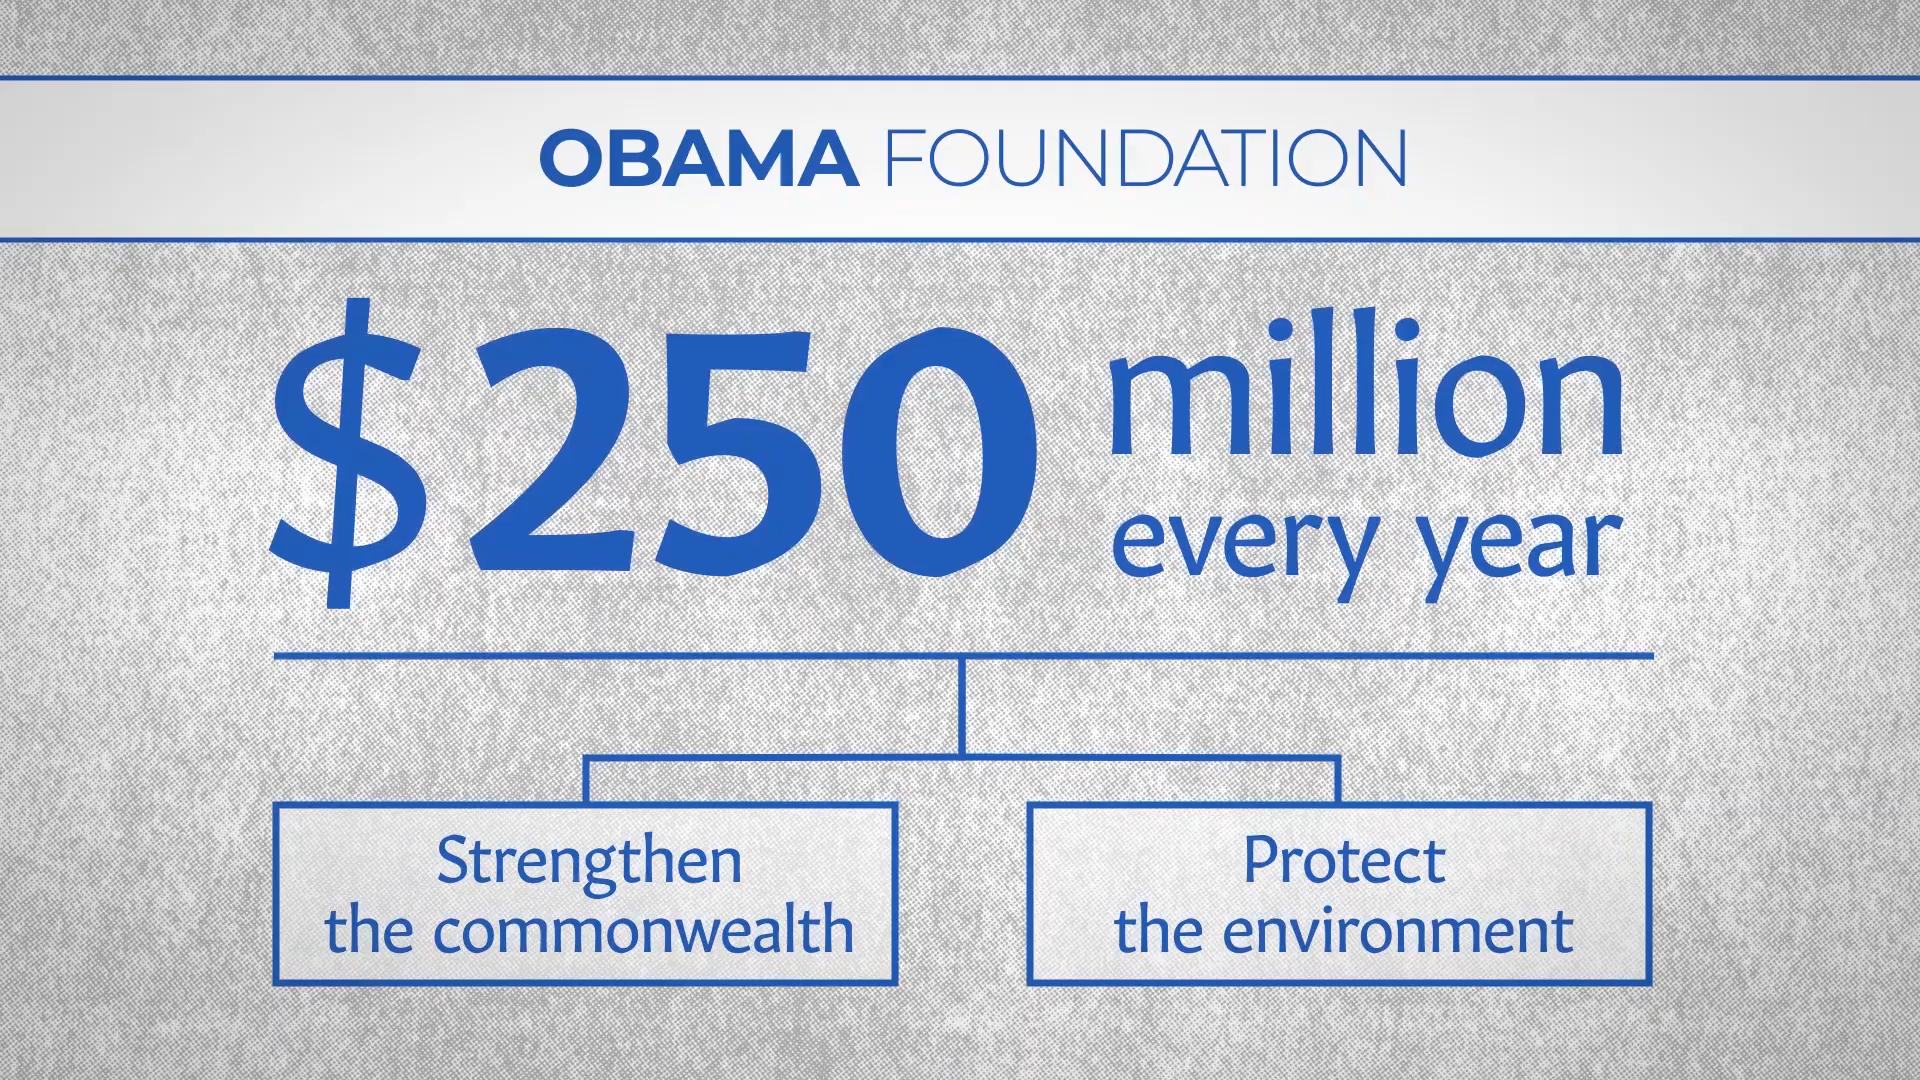 OBAMA FOUNDATION
$250 million
every year
Strengthen
the commonwealth
Protect
the environment